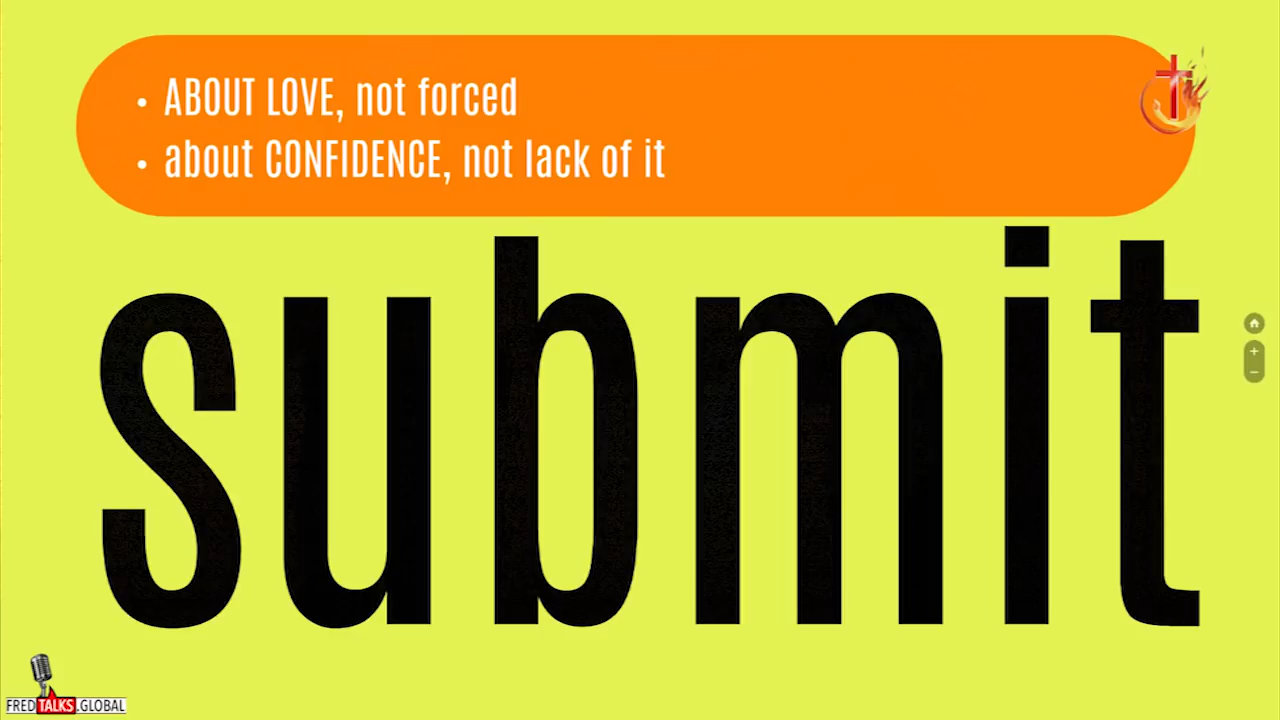 • ABOUT LOVE, not forced
• about CONFIDENCE, not lack of it
submit
FREDTALKS.GLOBAL